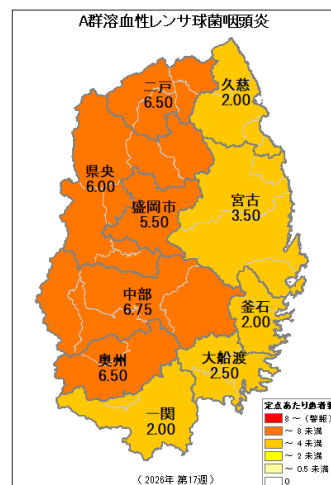 A群溶血性レンサ球菌咽頭炎
二戸
6.50
久慈
2.00
県央
6.00
盛岡市
5.50
宮古
3.50
中部
6.75
釜石
2.00
奥州
6.50
大船渡
2.50
一関
2.00
定点あたり患者数
8 ～ (警報)
～ 8 未満
～ 4 未満
～ 2 未満
～ 0.5 未満
0
(2026年 第17週)